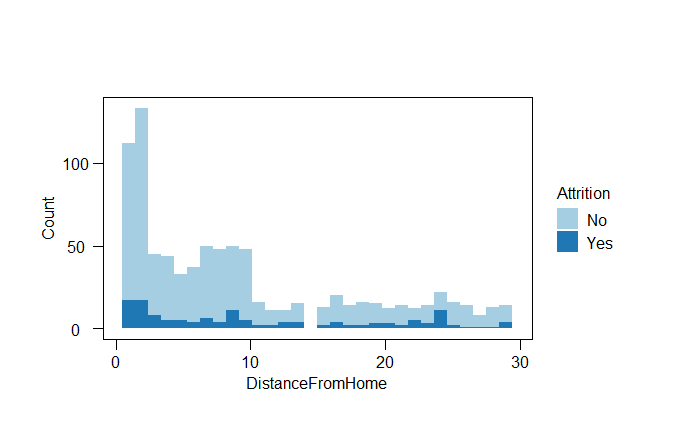 100
50
0
Count
0
10
20
30
DistanceFromHome
Attrition
No
Yes